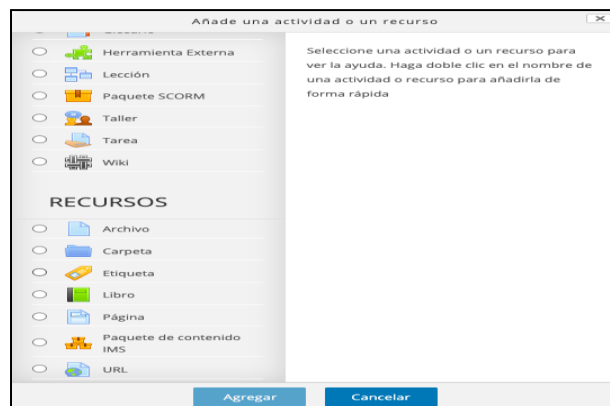 Añade una actividad o un recurso
Glosario
Herramienta Externa
Lección
Paquete SCORM
Taller
Tarea
Wiki
RECURSOS
Archivo
Carpeta
Etiqueta
Libro
Página
Paquete de contenido
IMS
URL
Seleccione una actividad o un recurso para
ver la ayuda. Haga doble clic en el nombre de
una actividad o recurso para añadirla de
forma rápida
Agregar
Cancelar